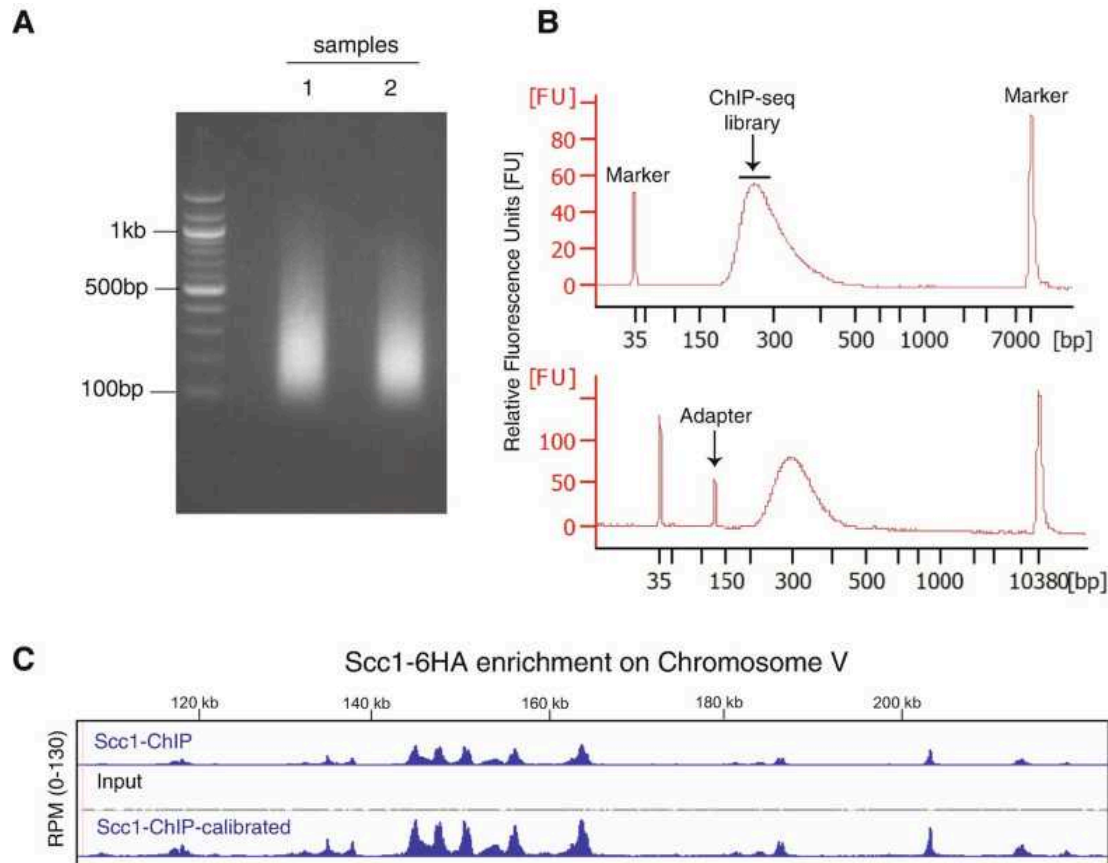 A
samples
1 2
1kb
500bp
100bp
B
Relative Fluorescence Units [FU]
[FU]
80
60
40
20
0
Marker
ChIP-seq
library
Marker
35 150 300 500 1000 7000 [bp]
[FU]
100
50
0
Adapter
35 150 300 500 1000 10380[bp]
C
Scc1-6HA enrichment on Chromosome V
120 kb 140 kb 160 kb 180 kb 200 kb
RPM (0-130)
Scc1-ChIP
Input
Scc1-ChIP-calibrated